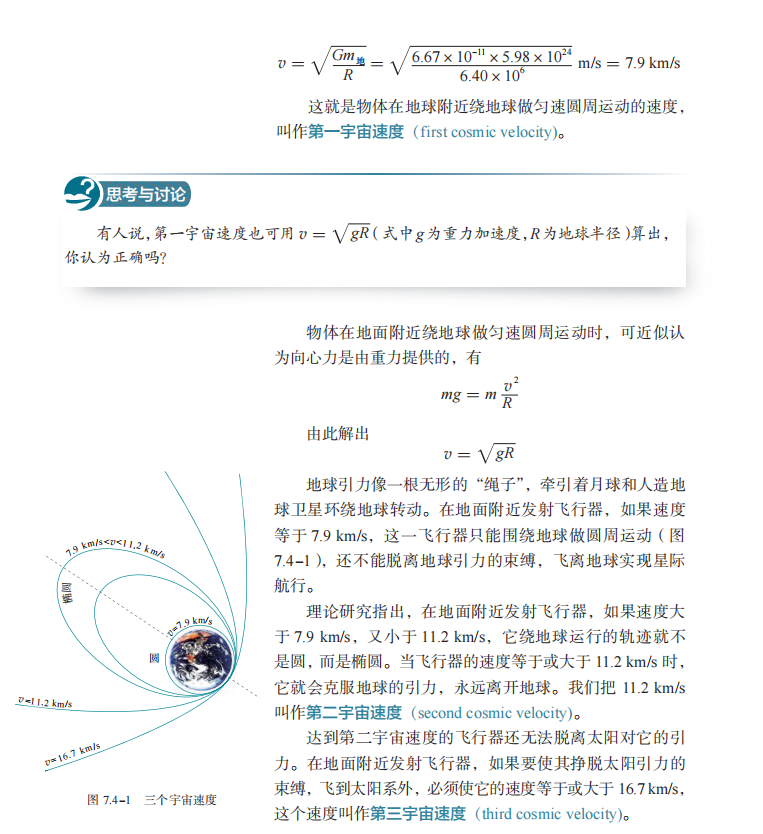 v = √(Gm地/R) = √((6.67 × 10⁻¹¹ × 5.98 × 10²⁴)/(6.40 × 10⁶)) m/s = 7.9 km/s
这就是物体在地球附近绕地球做匀速圆周运动的速度，
叫作第一宇宙速度（first cosmic velocity）。
思考与讨论
有人说，第一宇宙速度也可用 v = √gR（式中g为重力加速度，R为地球半径）算出，
你认为正确吗？
物体在地面附近绕地球做匀速圆周运动时，可近似认
为向心力是由重力提供的，有
mg = m v²/R
由此解出
v = √gR
地球引力像一根无形的“绳子”，牵引着月球和人造地
球卫星环绕地球转动。在地面附近发射飞行器，如果速度
等于 7.9 km/s，这一飞行器只能围绕地球做圆周运动（图
7.4-1），还不能脱离地球引力的束缚，飞离地球实现星际
航行。
理论研究指出，在地面附近发射飞行器，如果速度大
于 7.9 km/s，又小于 11.2 km/s，它绕地球运行的轨迹就不
是圆，而是椭圆。当飞行器的速度等于或大于 11.2 km/s 时，
它就会克服地球的引力，永远离开地球。我们把 11.2 km/s
叫作第二宇宙速度（second cosmic velocity）。
达到第二宇宙速度的飞行器还无法脱离太阳对它的引
力。在地面附近发射飞行器，如果要使其挣脱太阳引力的
束缚，飞到太阳系外，必须使它的速度等于或大于 16.7 km/s，
这个速度叫作第三宇宙速度（third cosmic velocity）。
7.9 km/s<v<11.2 km/s
椭圆
v=7.9 km/s
圆
v=11.2 km/s
v=16.7 km/s
图 7.4-1 三个宇宙速度